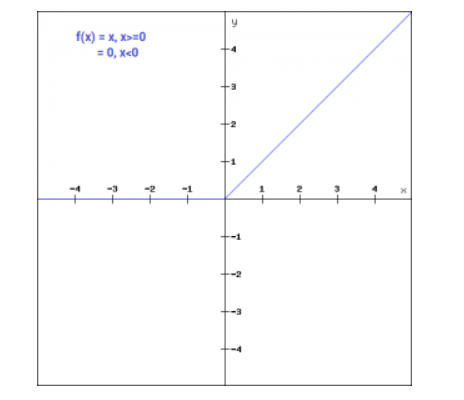 y
f(x) = x, x>=0
= 0, x<0
4
3
2
1
-4 -3 -2 -1 1 2 3 4 x
-1
-2
-3
-4